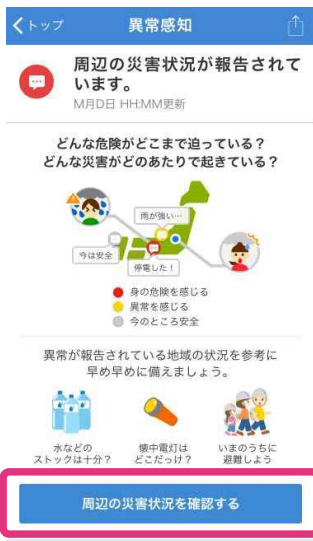 トップ
異常感知
周辺の災害状況が報告されて
います。
M月D日 HH:MM更新
どんな危険がどこまで迫っている？
どんな災害がどのあたりで起きている？
雨が強い…
今は安全
停電した！
身の危険を感じる
異常を感じる
今のところ安全
異常が報告されている地域の状況を参考に
早め早めに備えましょう。
水などの
ストックは十分？
懐中電灯は
どこだっけ？
いまのうちに
避難しよう
周辺の災害状況を確認する